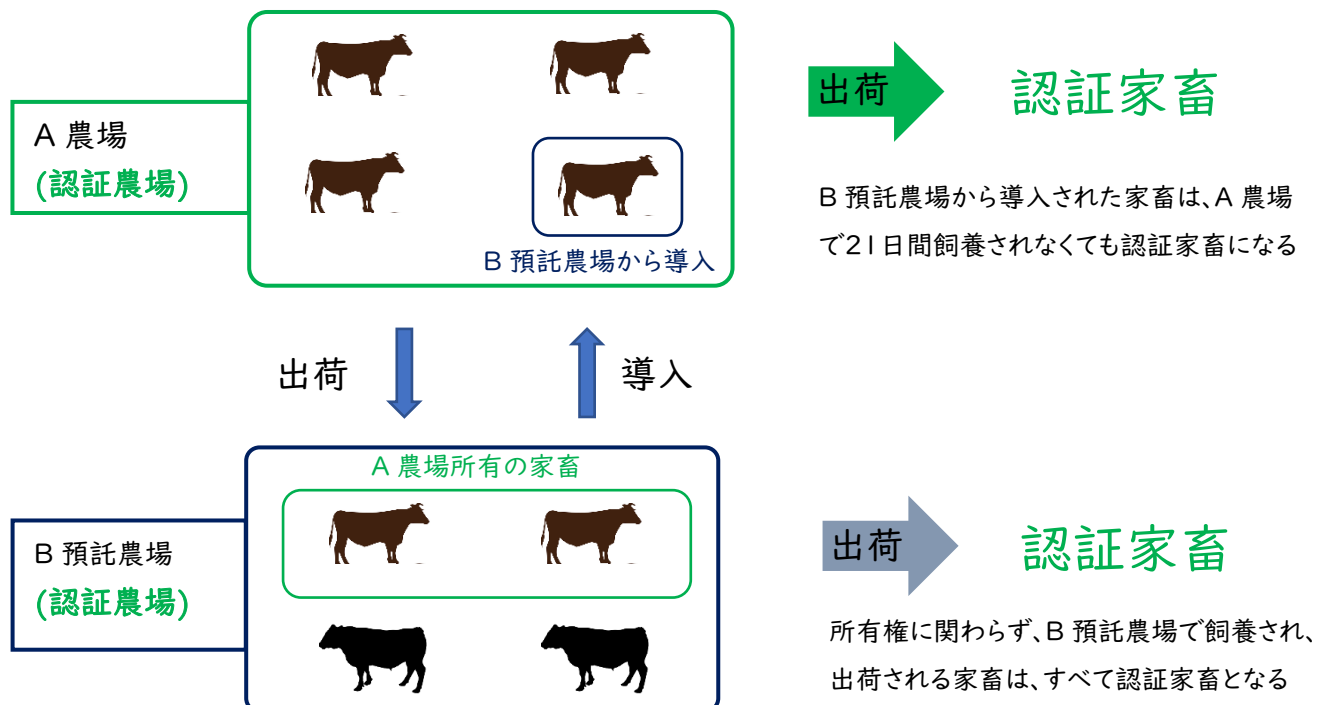 A 農場
(認証農場)
B 預託農場から導入
出荷
認証家畜
B 預託農場から導入された家畜は、A 農場
で21日間飼養されなくても認証家畜になる
出荷
導入
A 農場所有の家畜
B 預託農場
(認証農場)
出荷
認証家畜
所有権に関わらず、B 預託農場で飼養され、
出荷される家畜は、すべて認証家畜となる